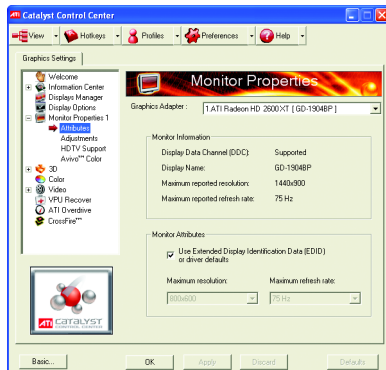 ATI Catalyst Control Center
View
Hotkeys
Profiles
Preferences
Help
Graphics Settings
Welcome
Information Center
Displays Manager
Display Options
Monitor Properties 1
Attributes
Adjustments
HDTV Support
Avivo™ Color
3D
Color
Video
VPU Recover
ATI Overdrive
CrossFire™
Monitor Properties
Graphics Adapter :
1.ATI Radeon HD 2600 XT [ GD-1904BP ]
Monitor Information
Display Data Channel (DDC): Supported
Display Name: GD-1904BP
Maximum reported resolution: 1440x900
Maximum reported refresh rate: 75 Hz
Monitor Attributes
Use Extended Display Identification Data (EDID)
or driver defaults
Maximum resolution: Maximum refresh rate:
800x600 75 Hz
ATI CATALYST
CONTROL CENTER
Basic... OK Apply Discard Defaults